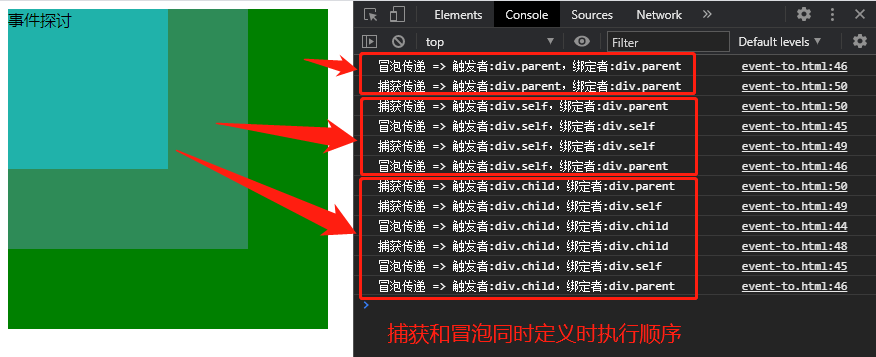 事件探讨
Elements Console Sources Network »
top Filter Default levels
冒泡传递 => 触发者:div.parent, 绑定者:div.parent event-to.html:46
捕获传递 => 触发者:div.parent, 绑定者:div.parent event-to.html:50
捕获传递 => 触发者:div.self, 绑定者:div.parent event-to.html:50
冒泡传递 => 触发者:div.self, 绑定者:div.self event-to.html:45
捕获传递 => 触发者:div.self, 绑定者:div.self event-to.html:49
冒泡传递 => 触发者:div.self, 绑定者:div.parent event-to.html:46
捕获传递 => 触发者:div.child, 绑定者:div.parent event-to.html:50
捕获传递 => 触发者:div.child, 绑定者:div.self event-to.html:49
冒泡传递 => 触发者:div.child, 绑定者:div.child event-to.html:44
捕获传递 => 触发者:div.child, 绑定者:div.child event-to.html:48
冒泡传递 => 触发者:div.child, 绑定者:div.self event-to.html:45
冒泡传递 => 触发者:div.child, 绑定者:div.parent event-to.html:46
捕获和冒泡同时定义时执行顺序